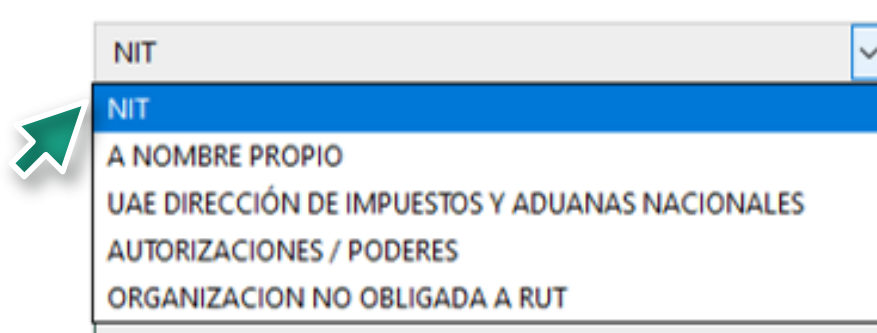 NIT
NIT
A NOMBRE PROPIO
UAE DIRECCIÓN DE IMPUESTOS Y ADUANAS NACIONALES
AUTORIZACIONES / PODERES
ORGANIZACION NO OBLIGADA A RUT